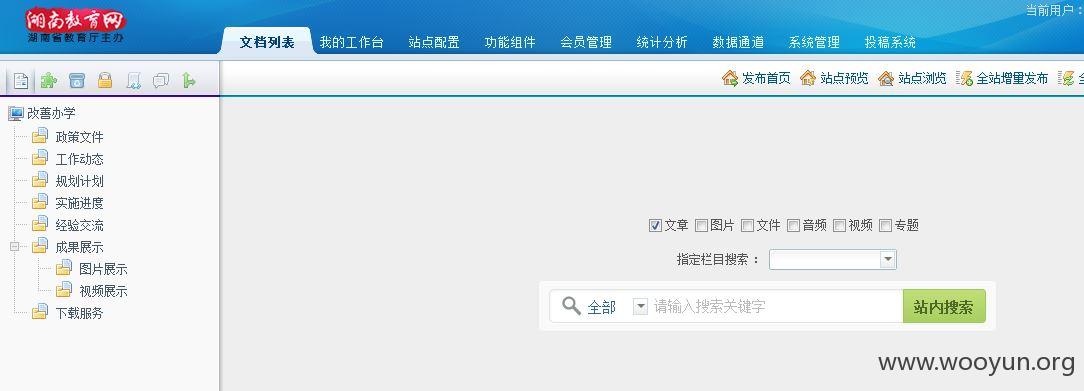 湖南教育网
湖南省教育厅主办
当前用户：
文档列表 我的工作台 站点配置 功能组件 会员管理 统计分析 数据通道 系统管理 投稿系统
发布首页 站点预览 站点浏览 全站增量发布
改善办学
政策文件
工作动态
规划计划
实施进度
经验交流
成果展示
图片展示
视频展示
下载服务
文章 图片 文件 音频 视频 专题
指定栏目搜索：
全部 请输入搜索关键字 站内搜索
www.wooyun.org